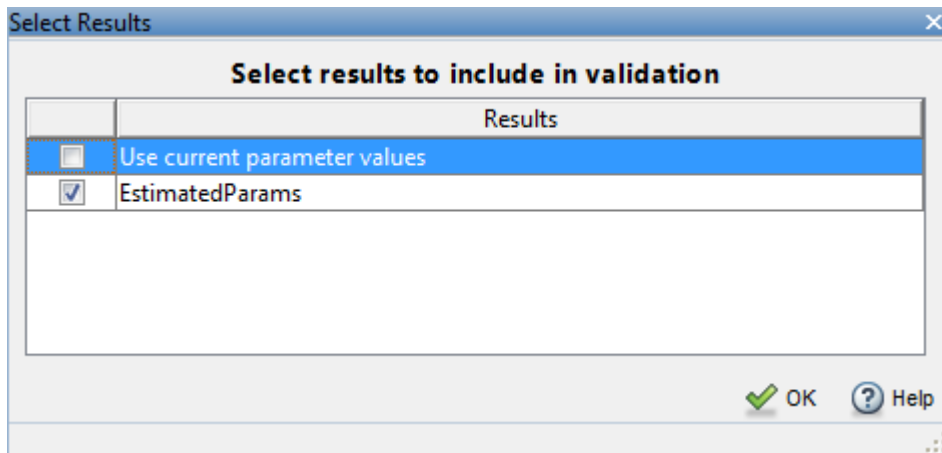 Select Results
Select results to include in validation
Results
Use current parameter values
EstimatedParams
OK Help